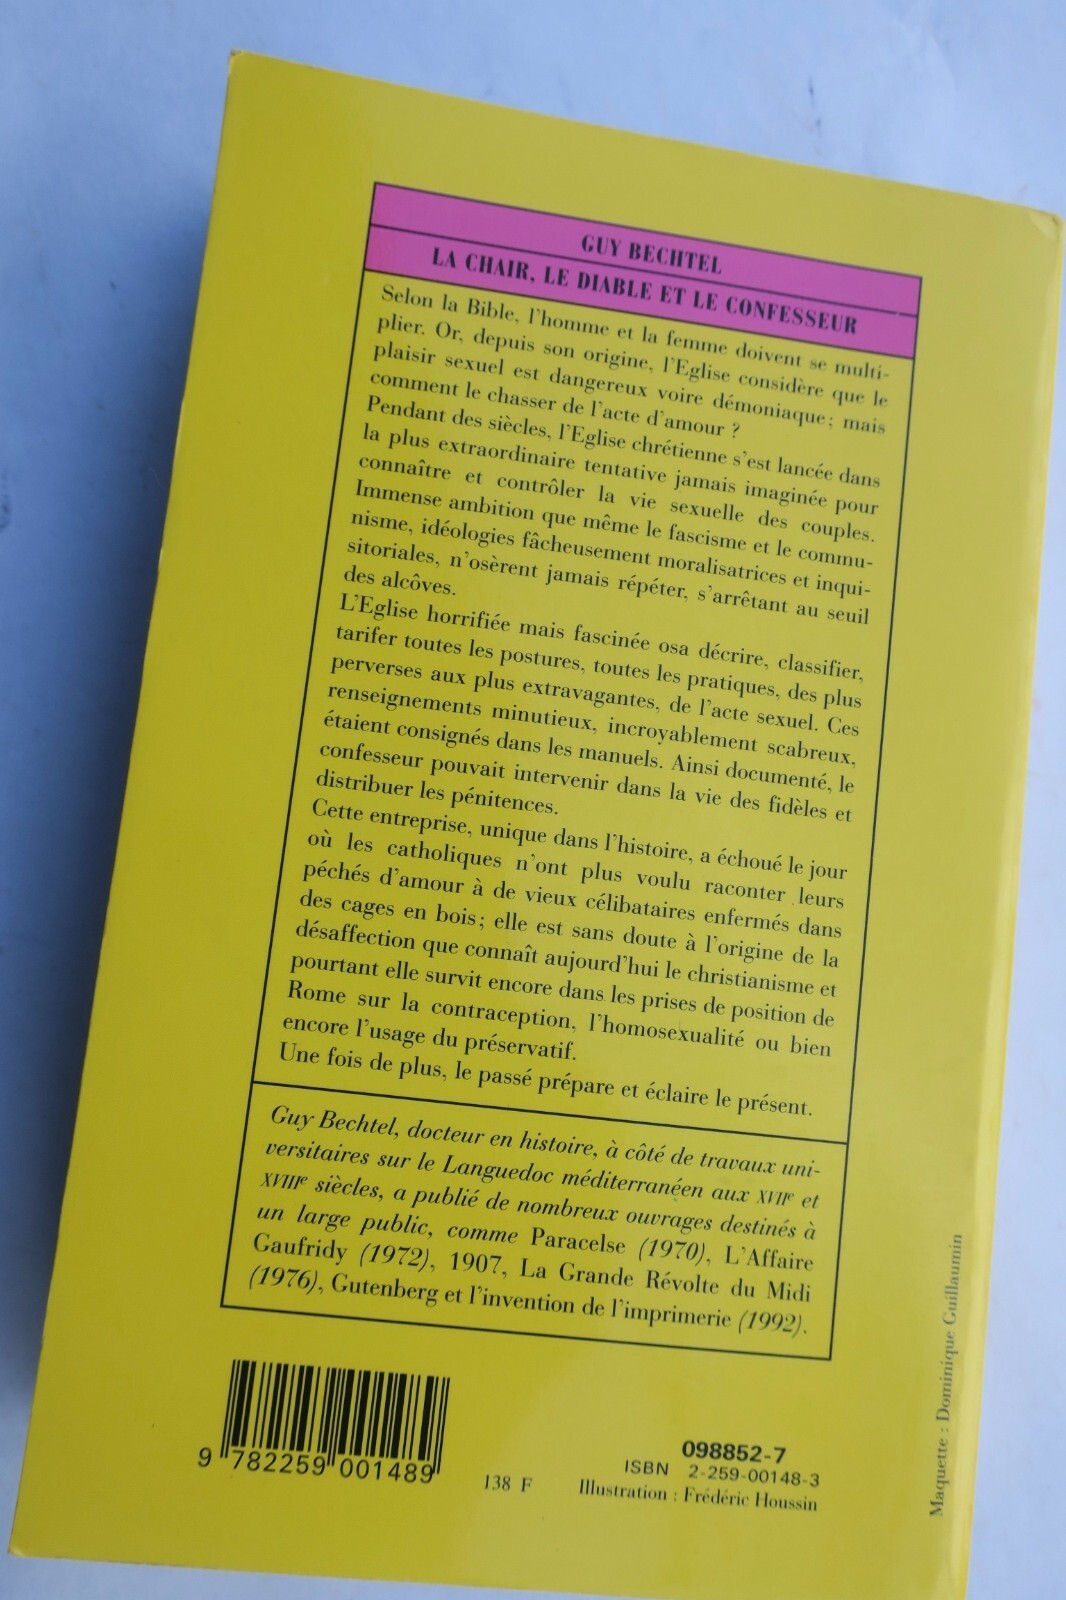 GUY BECHTEL
LA CHAIR, LE DIABLE ET LE CONFESSEUR
Selon la Bible, l'homme et la femme doivent se multi-
plier. Or, depuis son origine, l'Eglise considère que le
plaisir sexuel est dangereux voire démoniaque ; mais
comment le chasser de l'acte d'amour ?
Pendant des siècles, l'Eglise chrétienne s'est lancée dans
la plus extraordinaire tentative jamais imaginée pour
connaître et contrôler la vie sexuelle des couples.
Immense ambition que même le fascisme et le commu-
nisme, idéologies fâcheusement moralisatrices et inqui-
sitoriales, n'osèrent jamais répéter, s'arrêtant au seuil
des alcôves.
L'Eglise horrifiée mais fascinée osa décrire, classifier,
tarifer toutes les postures, toutes les pratiques, des plus
perverses aux plus extravagantes, de l'acte sexuel. Ces
renseignements minutieux, incroyablement scabreux,
étaient consignés dans les manuels. Ainsi documenté, le
confesseur pouvait intervenir dans la vie des fidèles et
distribuer les pénitences.
Cette entreprise, unique dans l'histoire, a échoué le jour
où les catholiques n'ont plus voulu raconter leurs
péchés d'amour à de vieux célibataires enfermés dans
des cages en bois ; elle est sans doute à l'origine de la
désaffection que connaît aujourd'hui le christianisme et
pourtant elle survit encore dans les prises de position de
Rome sur la contraception, l'homosexualité ou bien
encore l'usage du préservatif.
Une fois de plus, le passé prépare et éclaire le présent.
Guy Bechtel, docteur en histoire, à côté de travaux uni-
versitaires sur le Languedoc méditerranéen aux XVIIe et
XVIIIe siècles, a publié de nombreux ouvrages destinés à
un large public, comme Paracelse (1970), L'Affaire
Gaufridy (1972), 1907, La Grande Révolte du Midi
(1976), Gutenberg et l'invention de l'imprimerie (1992).
9 782259 001489
138 F
098852-7
ISBN 2-259-00148-3
Illustration : Frédéric Houssin
Maquette : Dominique Guillaumin